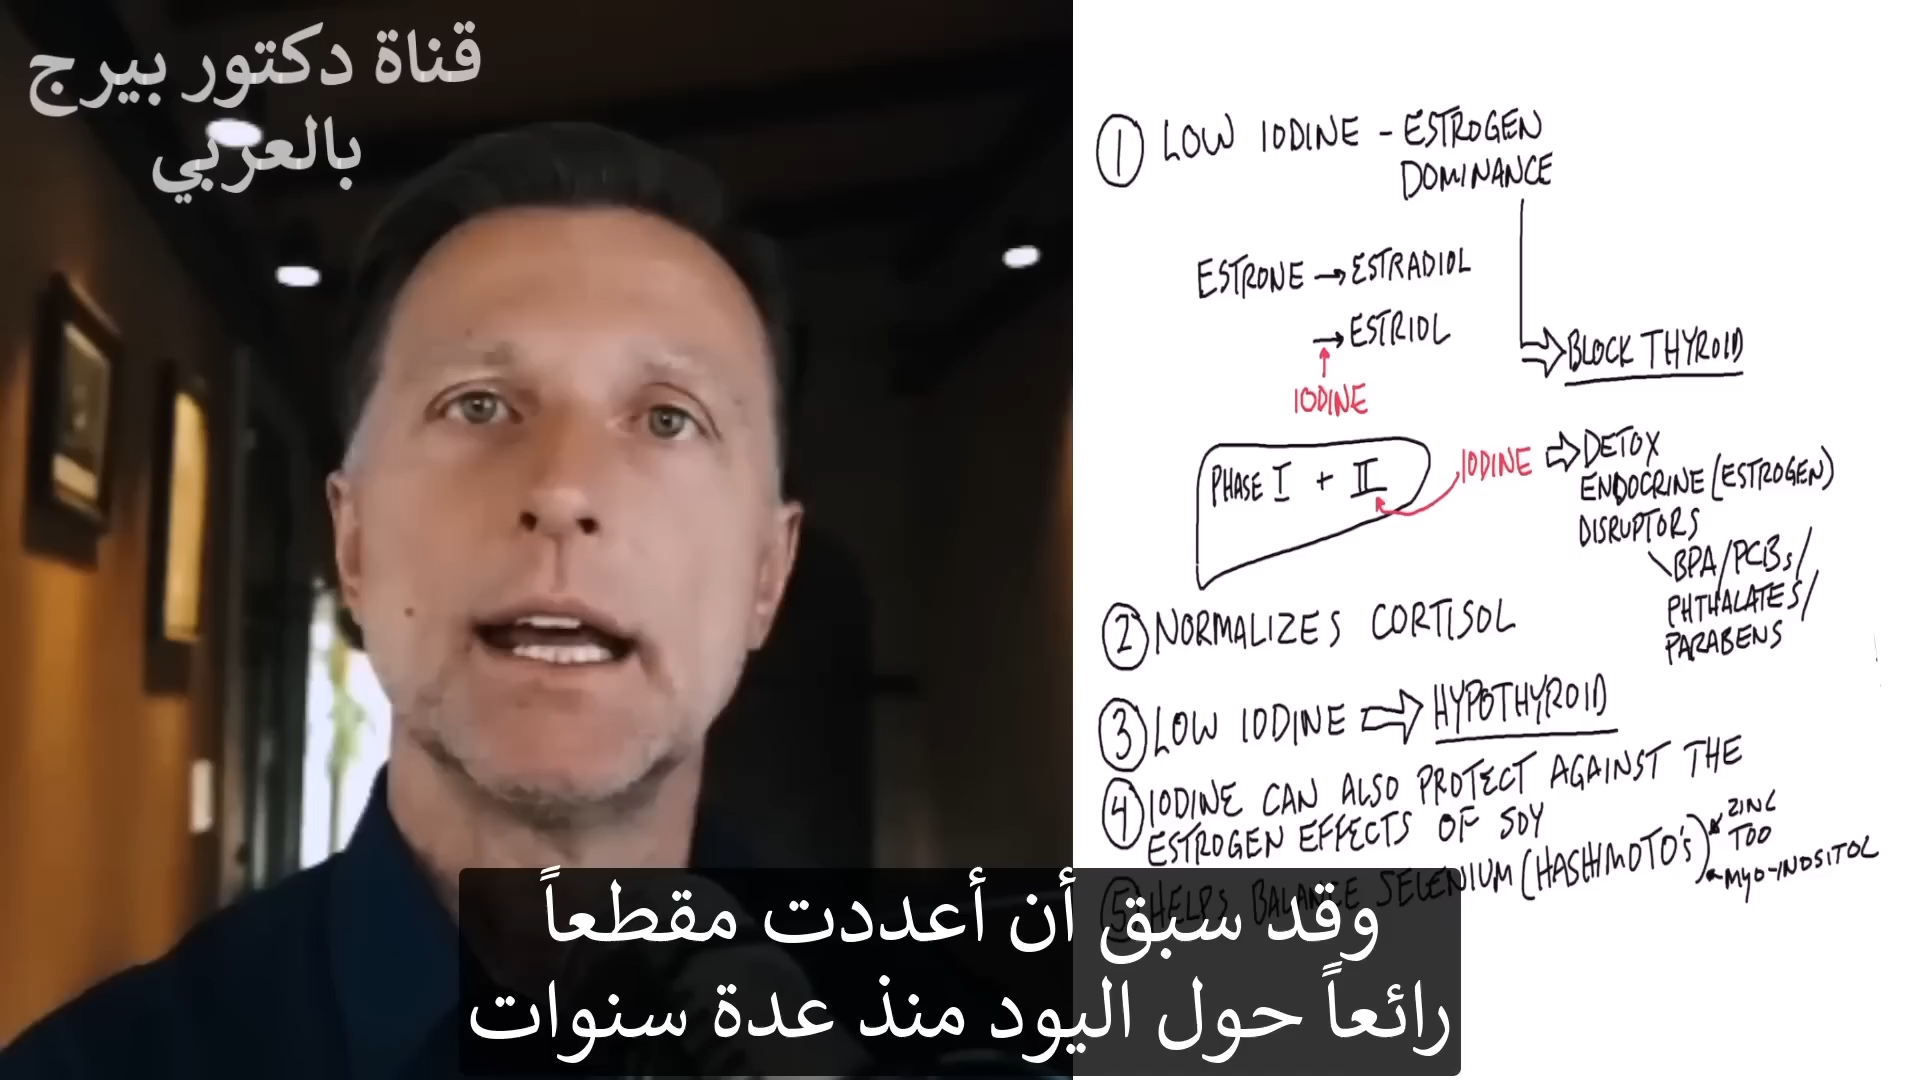 قناة دكتور بيرج
بالعربي
① LOW IODINE - ESTROGEN
DOMINANCE
ESTRONE → ESTRADIOL
→ ESTRIOL
IODINE
⇒ BLOCK THYROID
PHASE I + II
IODINE ⇒ DETOX
ENDOCRINE (ESTROGEN)
DISRUPTORS
BPA/PCBs/
PHTHALATES/
PARABENS
② NORMALIZES CORTISOL
③ LOW IODINE ⇒ HYPOTHYROID
④ IODINE CAN ALSO PROTECT AGAINST THE
ESTROGEN EFFECTS OF SOY
⑤ HELPS BALANCE SELENIUM (HASHIMOTO'S)
ZINC
TOO
MYO-INOSITOL
وقد سبق أن أعددت مقطعاً
رائعاً حول اليود منذ عدة سنوات